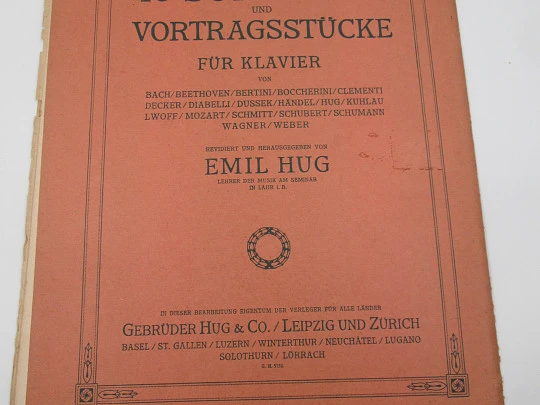 UND
VORTRAGSSTÜCKE
FÜR KLAVIER
VON
BACH/BEETHOVEN/BERTINI/BOCCHERINI/CLEMENTI
DECKER/DIABELLI/DUSSEK/HÄNDEL/HUG/KUHLAU
LWOFF/MOZART/SCHMITT/SCHUBERT/SCHUMANN
WAGNER/WEBER
REVIDIERT UND HERAUSGEGEBEN VON
EMIL HUG
LEHRER DER MUSIK AM SEMINAR
IN LAHR I. B.
IN DIESER BEARBEITUNG EIGENTUM DER VERLEGER FÜR ALLE LÄNDER
GEBRÜDER HUG & CO./LEIPZIG UND ZÜRICH
BASEL/ST. GALLEN/LUZERN/WINTERTHUR/NEUCHÂTEL/LUGANO
SOLOTHURN/LÖRRACH